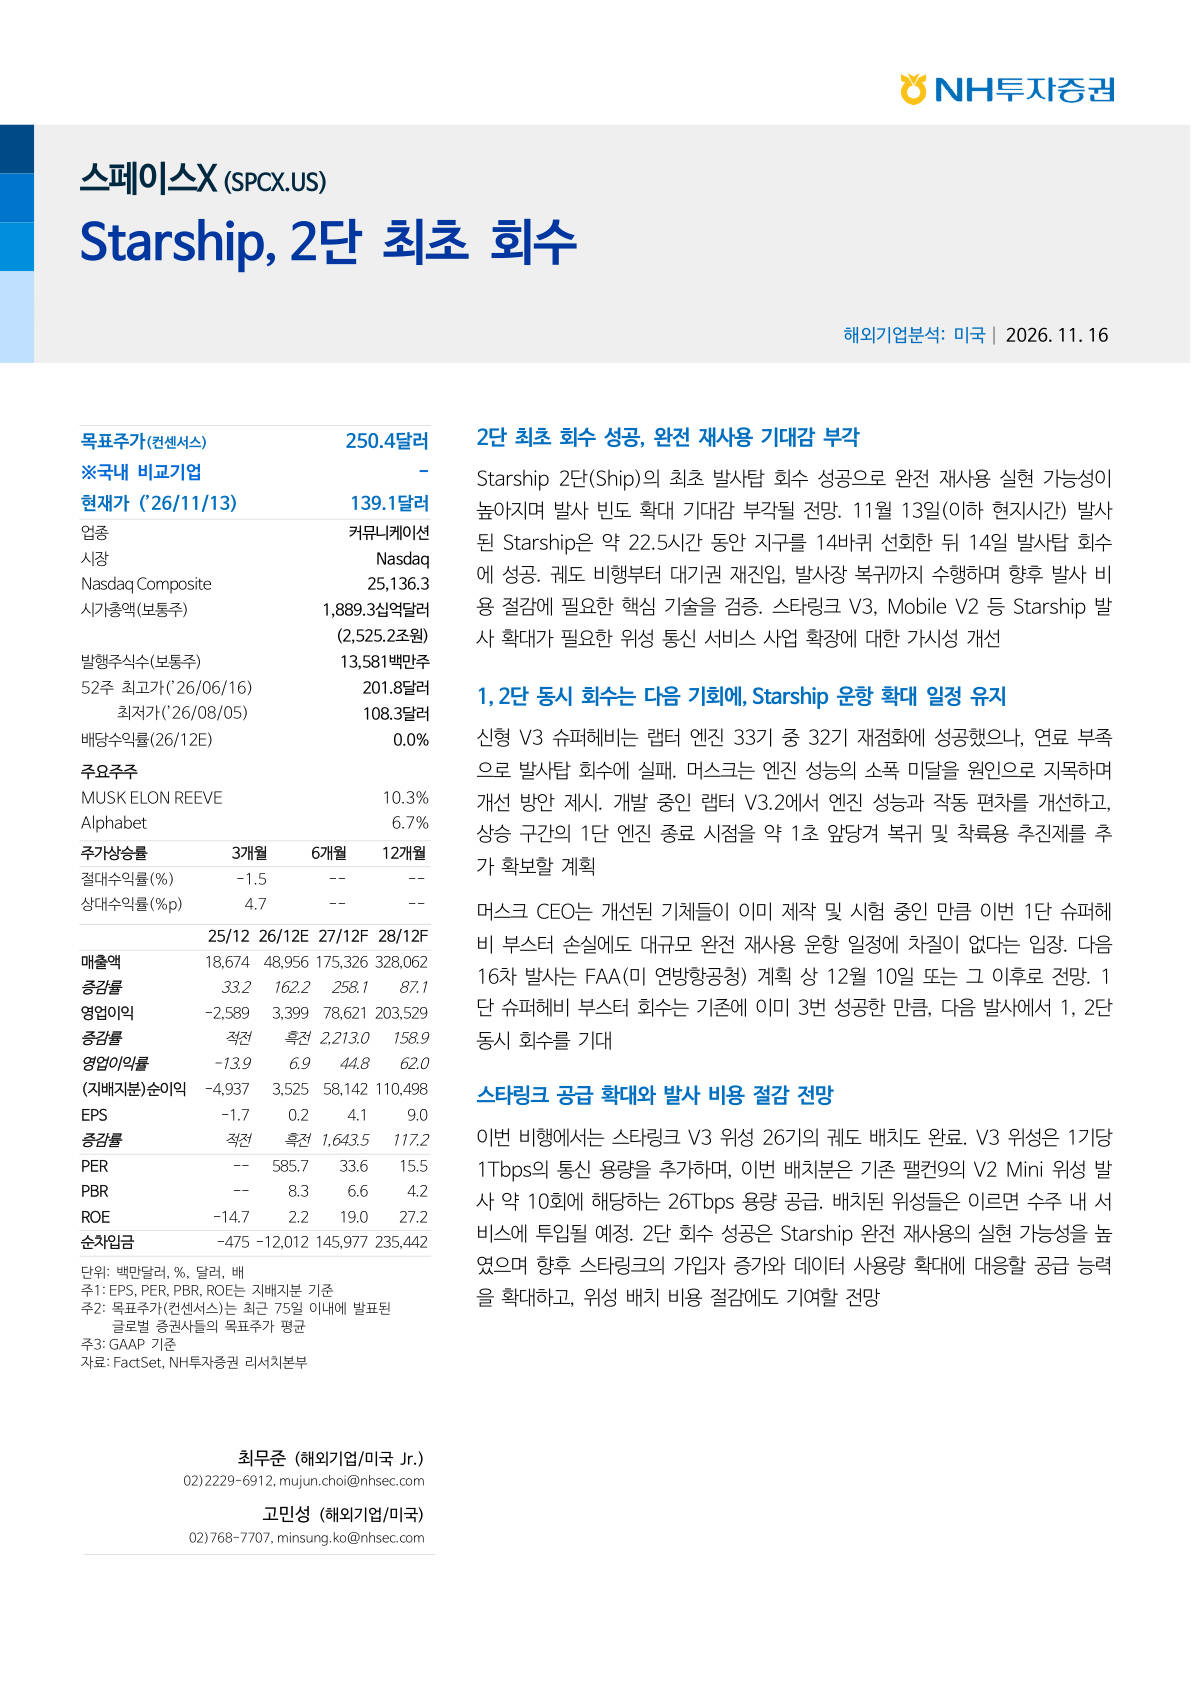 NH투자증권
스페이스X (SPCX.US)
Starship, 2단 최초 회수
해외기업분석: 미국 | 2026. 11. 16
목표주가(컨센서스) 250.4달러
※국내 비교기업 -
현재가 ('26/11/13) 139.1달러
업종 커뮤니케이션
시장 Nasdaq
Nasdaq Composite 25,136.3
시가총액(보통주) 1,889.3십억달러
(2,525.2조원)
발행주식수(보통주) 13,581백만주
52주 최고가('26/06/16) 201.8달러
최저가('26/08/05) 108.3달러
배당수익률(26/12E) 0.0%
주요주주
MUSK ELON REEVE 10.3%
Alphabet 6.7%
주가상승률 3개월 6개월 12개월
절대수익률(%) -1.5 -- --
상대수익률(%p) 4.7 -- --
25/12 26/12E 27/12F 28/12F
매출액 18,674 48,956 175,326 328,062
증감률 33.2 162.2 258.1 87.1
영업이익 -2,589 3,399 78,621 203,529
증감률 적전 흑전 2,213.0 158.9
영업이익률 -13.9 6.9 44.8 62.0
(지배지분)순이익 -4,937 3,525 58,142 110,498
EPS -1.7 0.2 4.1 9.0
증감률 적전 흑전 1,643.5 117.2
PER -- 585.7 33.6 15.5
PBR -- 8.3 6.6 4.2
ROE -14.7 2.2 19.0 27.2
순차입금 -475 -12,012 145,977 235,442
단위: 백만달러, %, 달러, 배
주1: EPS, PER, PBR, ROE는 지배지분 기준
주2: 목표주가(컨센서스)는 최근 75일 이내에 발표된
글로벌 증권사들의 목표주가 평균
주3: GAAP 기준
자료: FactSet, NH투자증권 리서치본부
최무준 (해외기업/미국 Jr.)
02)2229-6912, mujun.choi@nhsec.com
고민성 (해외기업/미국)
02)768-7707, minsung.ko@nhsec.com
2단 최초 회수 성공, 완전 재사용 기대감 부각
Starship 2단(Ship)의 최초 발사탑 회수 성공으로 완전 재사용 실현 가능성이
높아지며 발사 빈도 확대 기대감 부각될 전망. 11월 13일(이하 현지시간) 발사
된 Starship은 약 22.5시간 동안 지구를 14바퀴 선회한 뒤 14일 발사탑 회수
에 성공. 궤도 비행부터 대기권 재진입, 발사장 복귀까지 수행하며 향후 발사 비
용 절감에 필요한 핵심 기술을 검증. 스타링크 V3, Mobile V2 등 Starship 발
사 확대가 필요한 위성 통신 서비스 사업 확장에 대한 가시성 개선
1, 2단 동시 회수는 다음 기회에, Starship 운항 확대 일정 유지
신형 V3 슈퍼헤비는 랩터 엔진 33기 중 32기 재점화에 성공했으나, 연료 부족
으로 발사탑 회수에 실패. 머스크는 엔진 성능의 소폭 미달을 원인으로 지목하며
개선 방안 제시. 개발 중인 랩터 V3.2에서 엔진 성능과 작동 편차를 개선하고,
상승 구간의 1단 엔진 종료 시점을 약 1초 앞당겨 복귀 및 착륙용 추진제를 추
가 확보할 계획
머스크 CEO는 개선된 기체들이 이미 제작 및 시험 중인 만큼 이번 1단 슈퍼헤
비 부스터 손실에도 대규모 완전 재사용 운항 일정에 차질이 없다는 입장. 다음
16차 발사는 FAA(미 연방항공청) 계획 상 12월 10일 또는 그 이후로 전망. 1
단 슈퍼헤비 부스터 회수는 기존에 이미 3번 성공한 만큼, 다음 발사에서 1, 2단
동시 회수를 기대
스타링크 공급 확대와 발사 비용 절감 전망
이번 비행에서는 스타링크 V3 위성 26기의 궤도 배치도 완료. V3 위성은 1기당
1Tbps의 통신 용량을 추가하며, 이번 배치분은 기존 팰컨9의 V2 Mini 위성 발
사 약 10회에 해당하는 26Tbps 용량 공급. 배치된 위성들은 이르면 수주 내 서
비스에 투입될 예정. 2단 회수 성공은 Starship 완전 재사용의 실현 가능성을 높
였으며 향후 스타링크의 가입자 증가와 데이터 사용량 확대에 대응할 공급 능력
을 확대하고, 위성 배치 비용 절감에도 기여할 전망